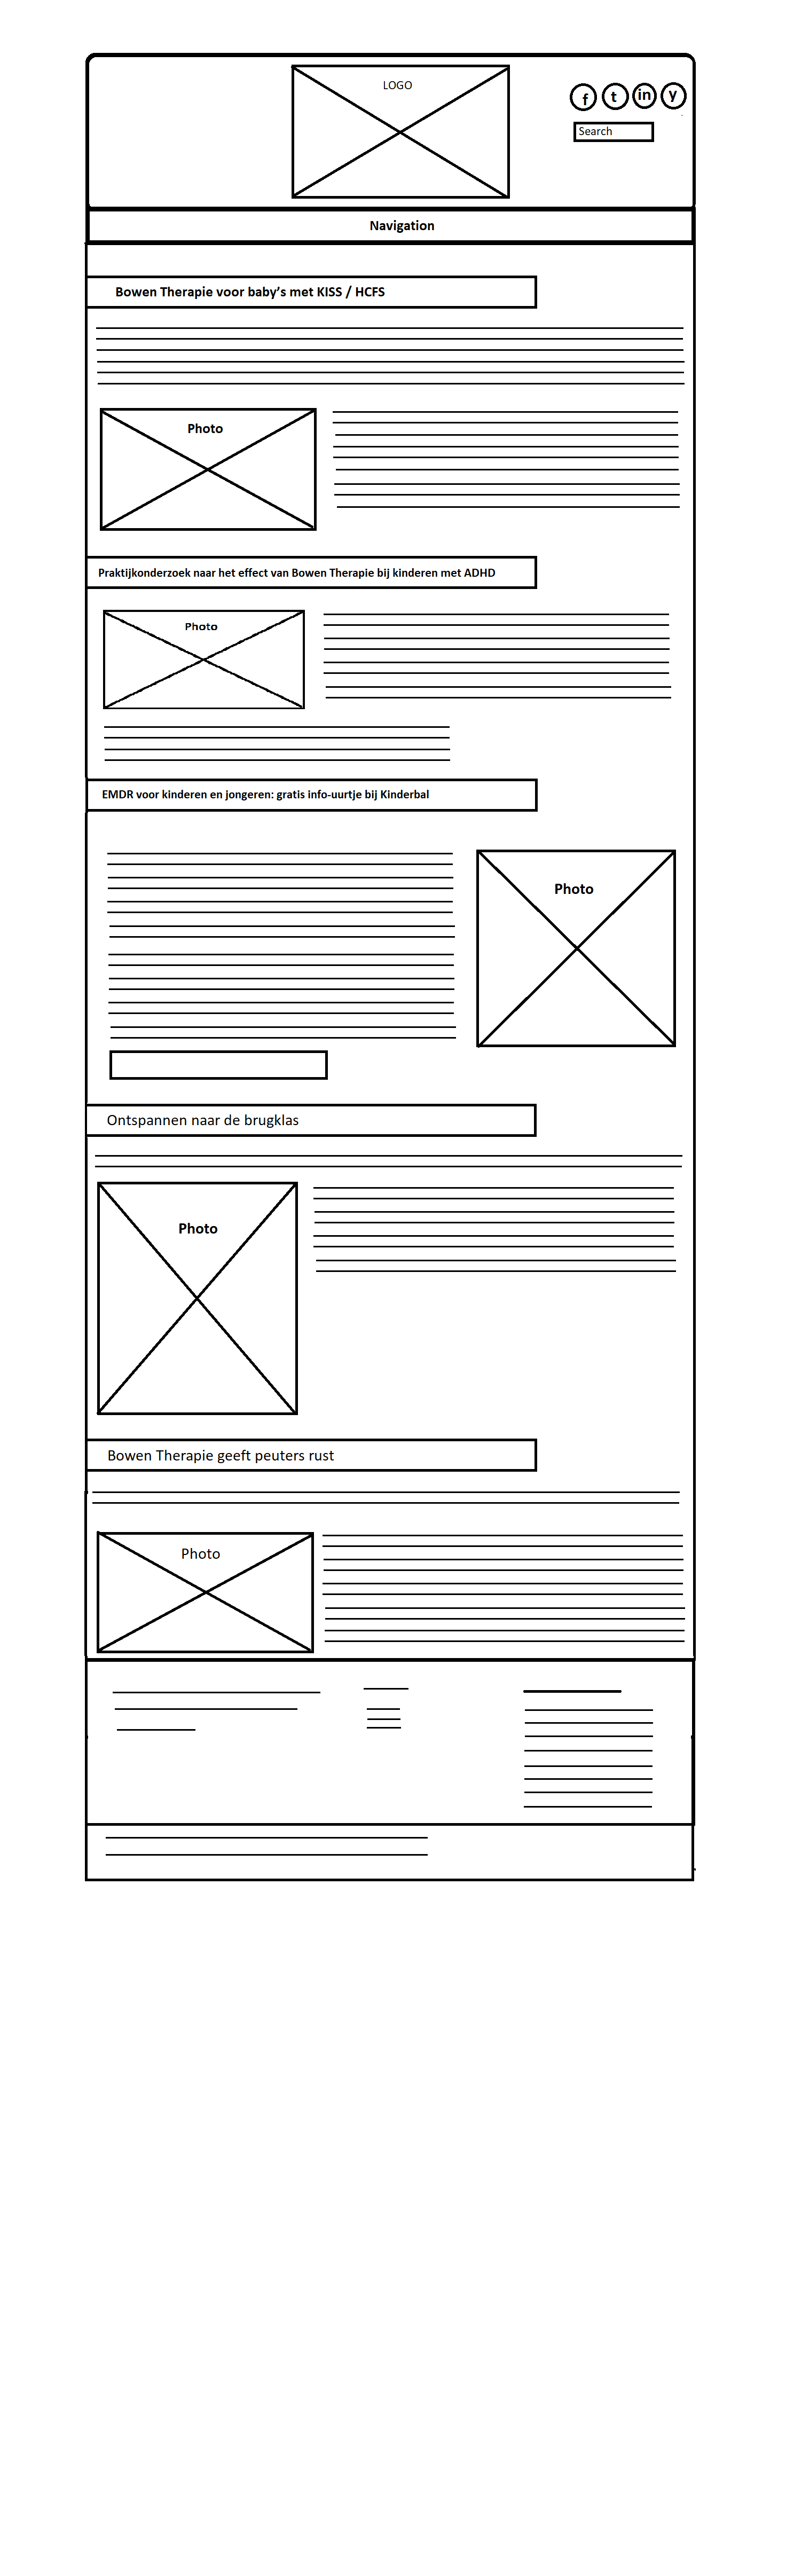 LOGO
f t in y
Search
Navigation
Bowen Therapie voor baby’s met KISS / HCFS
Photo
Praktijkonderzoek naar het effect van Bowen Therapie bij kinderen met ADHD
Photo
EMDR voor kinderen en jongeren: gratis info-uurtje bij Kinderbal
Photo
Ontspannen naar de brugklas
Photo
Bowen Therapie geeft peuters rust
Photo